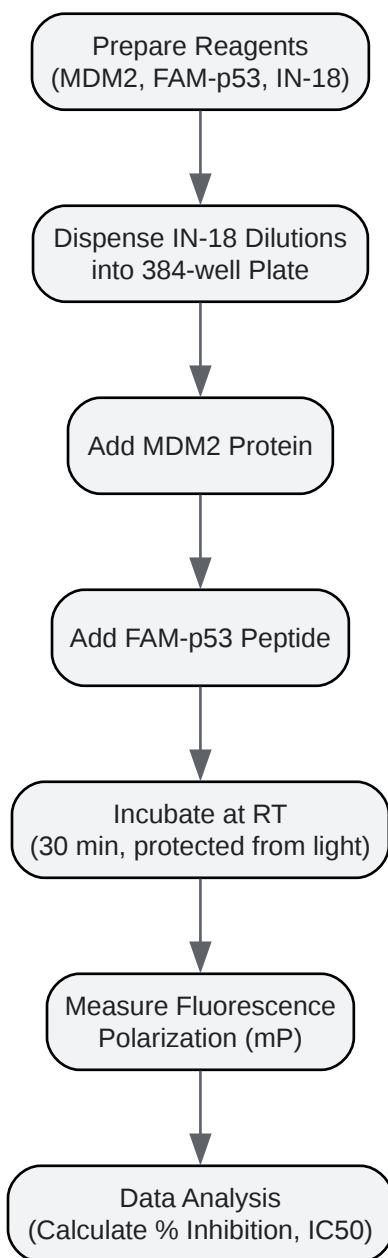 Prepare Reagents
(MDM2, FAM-p53, IN-18)
Dispense IN-18 Dilutions
into 384-well Plate
Add MDM2 Protein
Add FAM-p53 Peptide
Incubate at RT
(30 min, protected from light)
Measure Fluorescence
Polarization (mP)
Data Analysis
(Calculate % Inhibition, IC50)